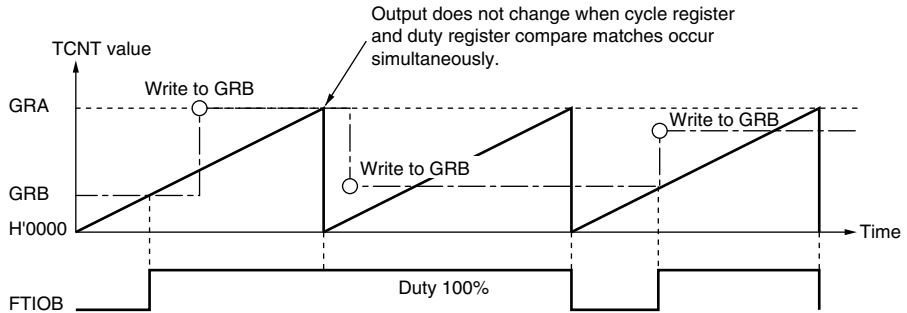 Output does not change when cycle register
and duty register compare matches occur
simultaneously.
TCNT value
Write to GRB
GRA
Write to GRB
Write to GRB
GRB
H'0000
Time
Duty 100%
FTIOB